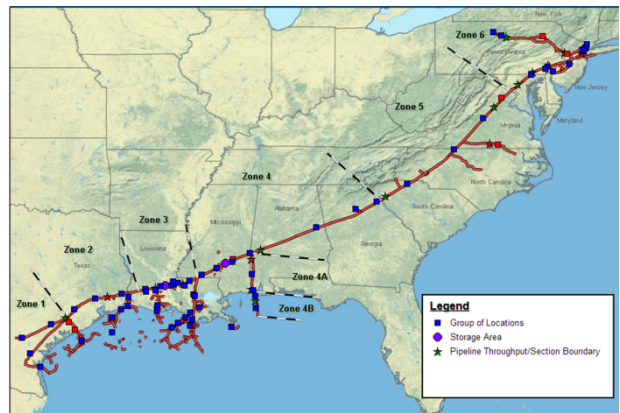 New York
Zone 6
Pennsylvania
New Jersey
Zone 5
Maryland
Virginia
Zone 4
North Carolina
Zone 3
Mississippi
Alabama
South Carolina
Georgia
Zone 2
Louisiana
Texas
Zone 4A
Zone 1
Zone 4B
Legend
Group of Locations
Storage Area
Pipeline Throughput/Section Boundary